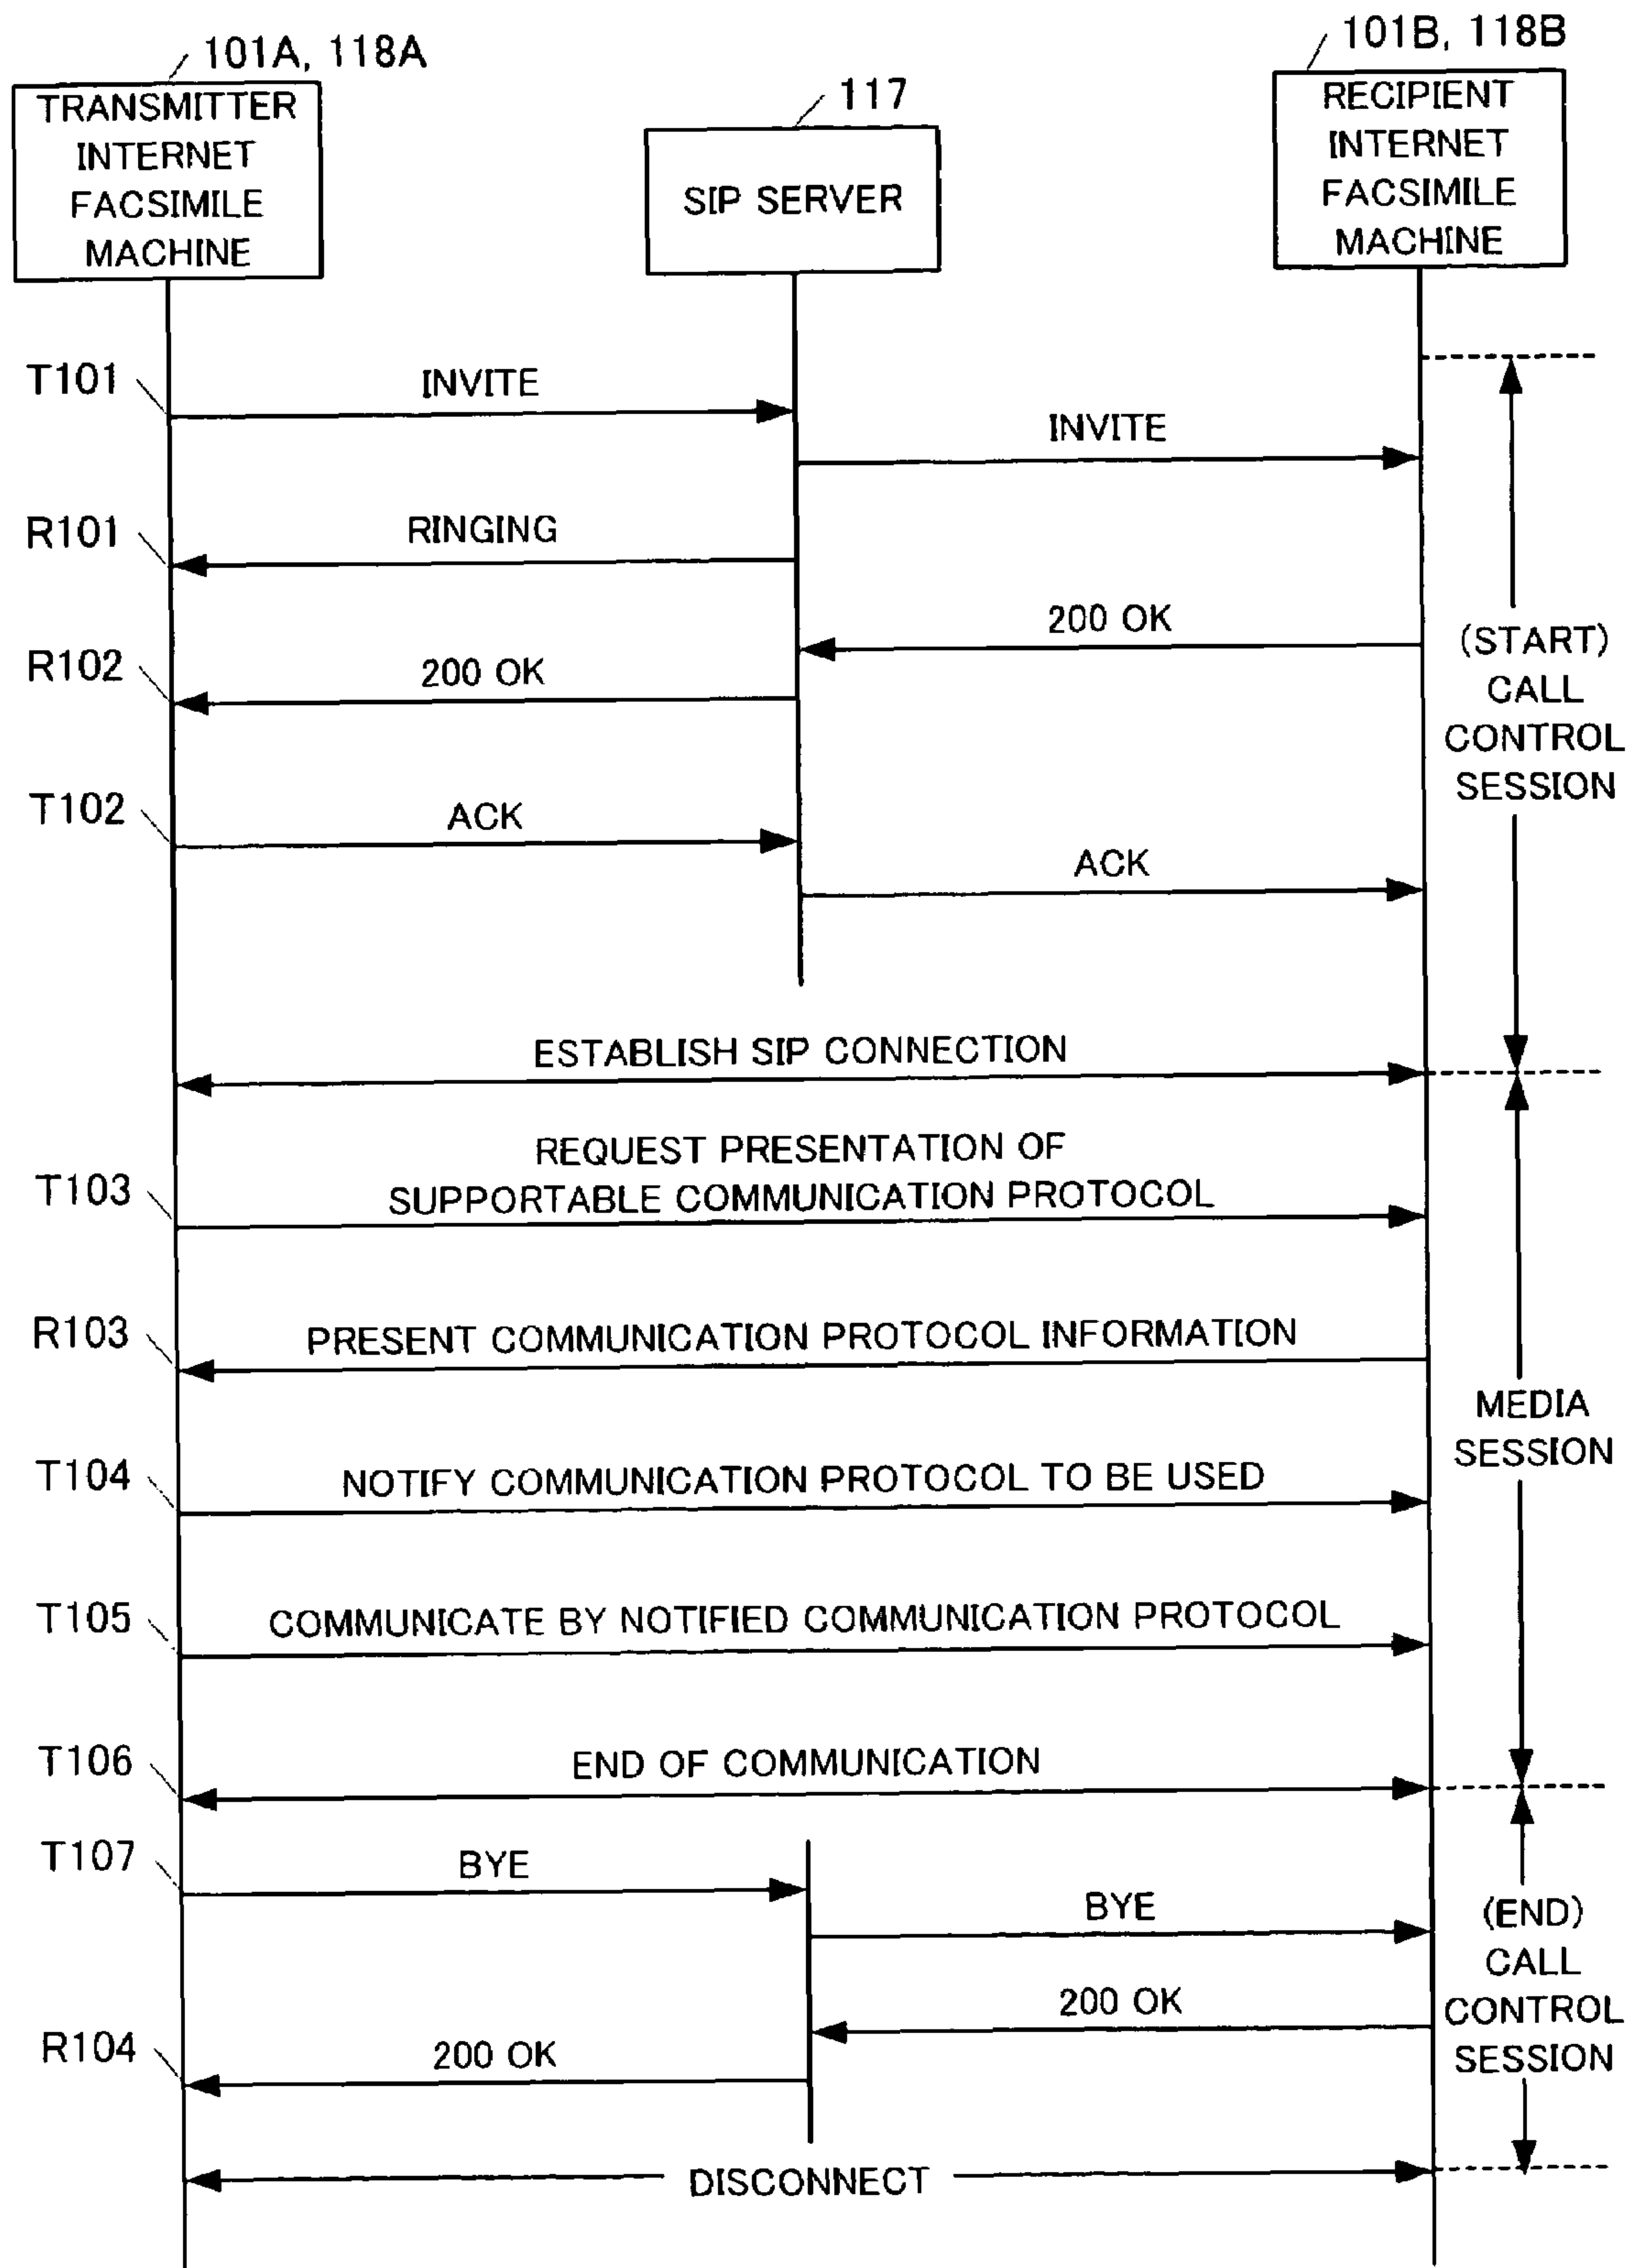 101A, 118A
TRANSMITTER
INTERNET
FACSIMILE
MACHINE
117
SIP SERVER
101B, 118B
RECIPIENT
INTERNET
FACSIMILE
MACHINE
T101
INVITE
INVITE
R101
RINGING
200 OK
R102
200 OK
(START)
CALL
CONTROL
SESSION
T102
ACK
ACK
ESTABLISH SIP CONNECTION
T103
REQUEST PRESENTATION OF
SUPPORTABLE COMMUNICATION PROTOCOL
R103
PRESENT COMMUNICATION PROTOCOL INFORMATION
MEDIA
SESSION
T104
NOTIFY COMMUNICATION PROTOCOL TO BE USED
T105
COMMUNICATE BY NOTIFIED COMMUNICATION PROTOCOL
T106
END OF COMMUNICATION
T107
BYE
BYE
(END)
CALL
CONTROL
SESSION
200 OK
R104
200 OK
DISCONNECT